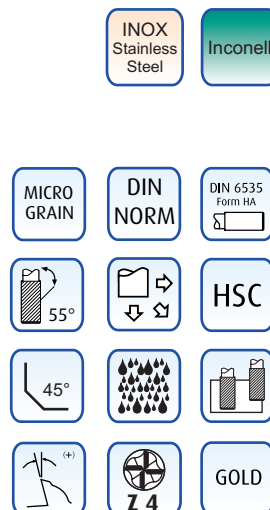 INOX
Stainless
Steel
Inconell
MICRO
GRAIN
DIN
NORM
DIN 6535
Form HA
55°
HSC
45°
(+)
Z 4
GOLD